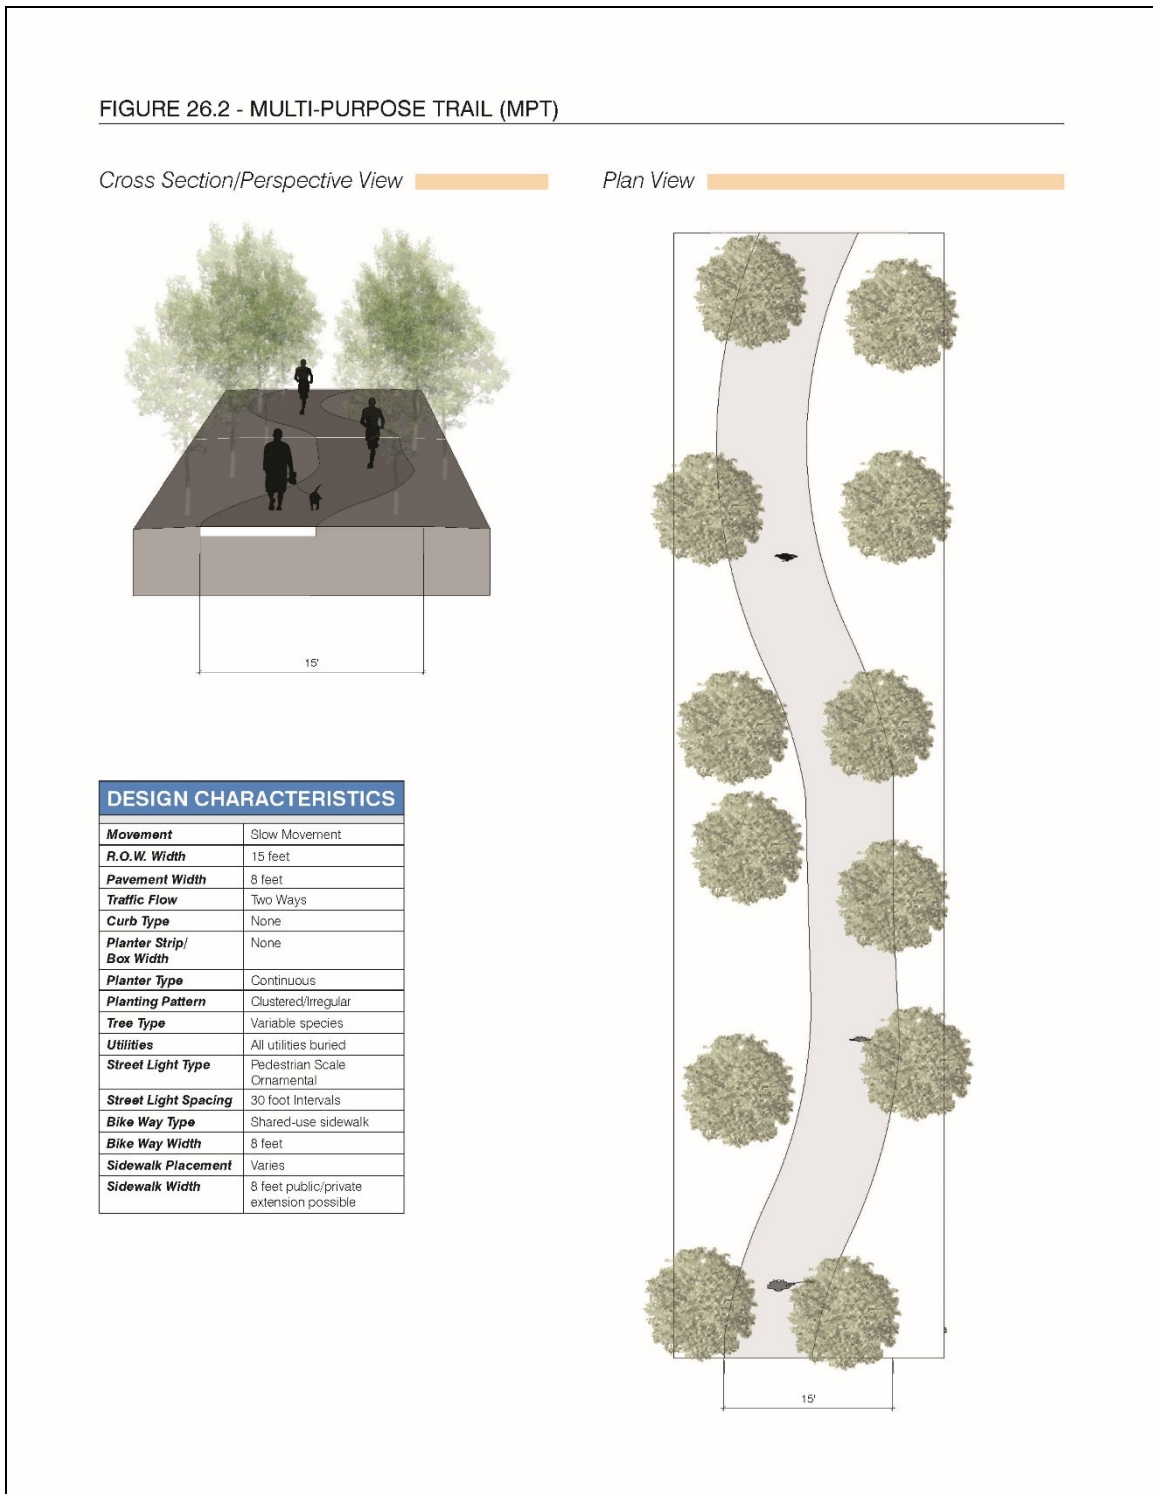 FIGURE 26.2 - MULTI-PURPOSE TRAIL (MPT)
Cross Section/Perspective View
Plan View
15'
DESIGN CHARACTERISTICS
Movement Slow Movement
R.O.W. Width 15 feet
Pavement Width 8 feet
Traffic Flow Two Ways
Curb Type None
Planter Strip/ None
Box Width
Planter Type Continuous
Planting Pattern Clustered/Irregular
Tree Type Variable species
Utilities All utilities buried
Street Light Type Pedestrian Scale
Ornamental
Street Light Spacing 30 foot Intervals
Bike Way Type Shared-use sidewalk
Bike Way Width 8 feet
Sidewalk Placement Varies
Sidewalk Width 8 feet public/private
extension possible
15'